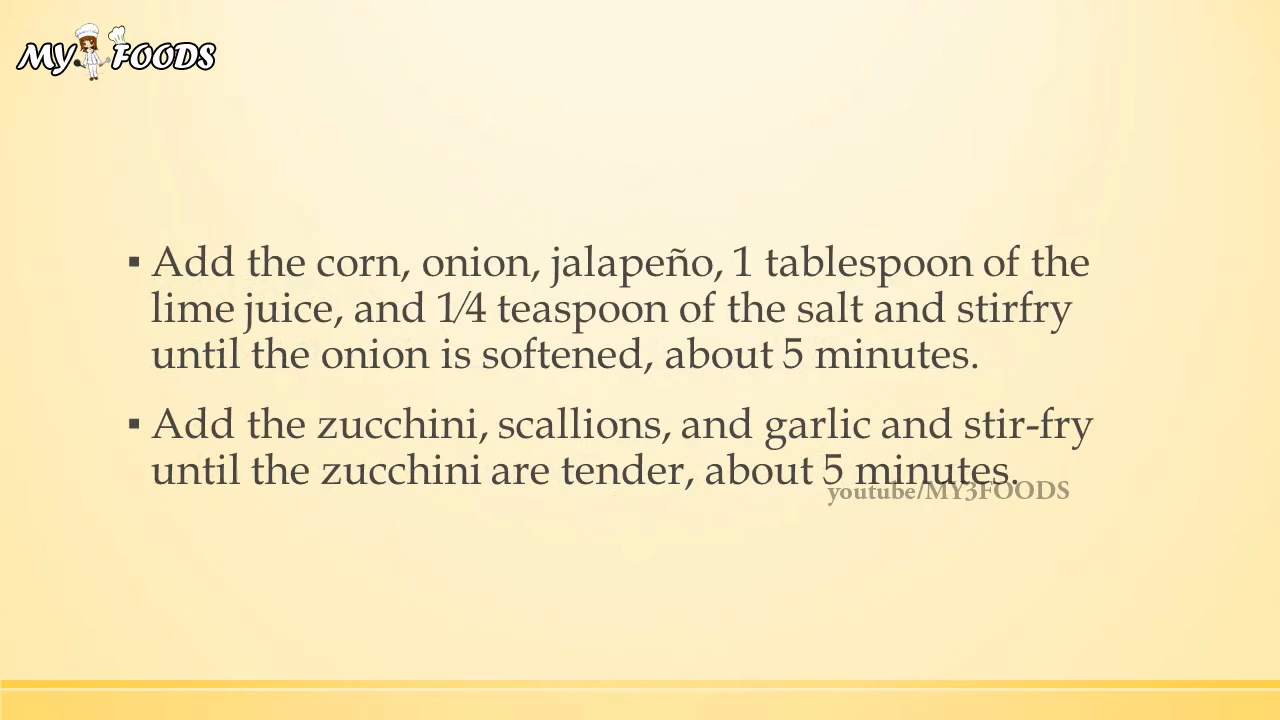 MY FOODS
▪ Add the corn, onion, jalapeño, 1 tablespoon of the
lime juice, and 1⁄4 teaspoon of the salt and stirfry
until the onion is softened, about 5 minutes.
▪ Add the zucchini, scallions, and garlic and stir-fry
until the zucchini are tender, about 5 minutes.
youtube/MY3FOODS